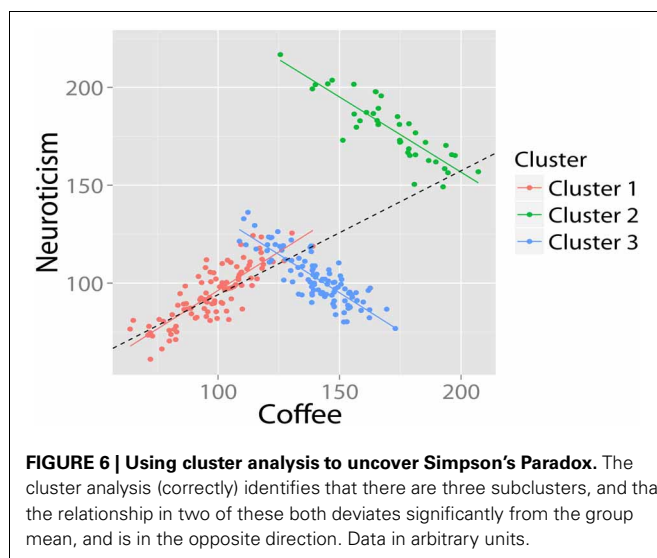 200
150
100
Neuroticism
100
150
200
Coffee
Cluster
Cluster 1
Cluster 2
Cluster 3
FIGURE 6 | Using cluster analysis to uncover Simpson's Paradox. The
cluster analysis (correctly) identifies that there are three subclusters, and tha
the relationship in two of these both deviates significantly from the group
mean, and is in the opposite direction. Data in arbitrary units.